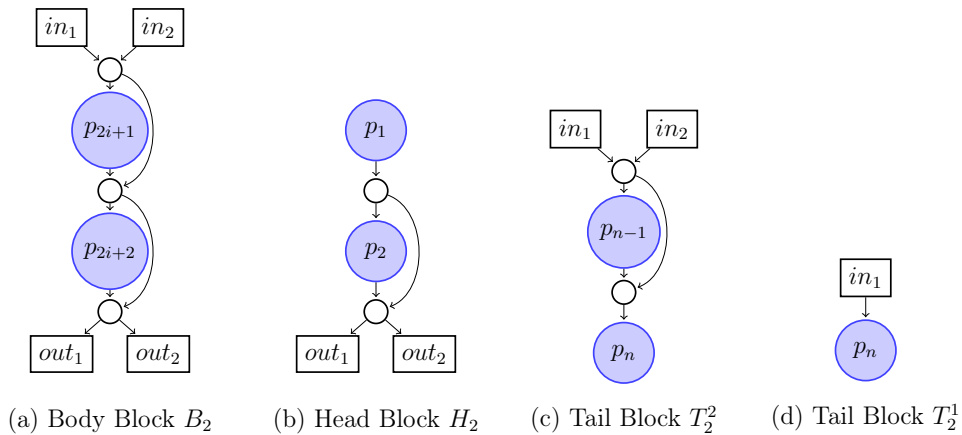 in₁ in₂
p₂ᵢ₊₁
p₂ᵢ₊₂
out₁ out₂
(a) Body Block B₂
p₁
p₂
out₁ out₂
(b) Head Block H₂
in₁ in₂
pₙ₋₁
pₙ
(c) Tail Block T₂²
in₁
pₙ
(d) Tail Block T₂¹